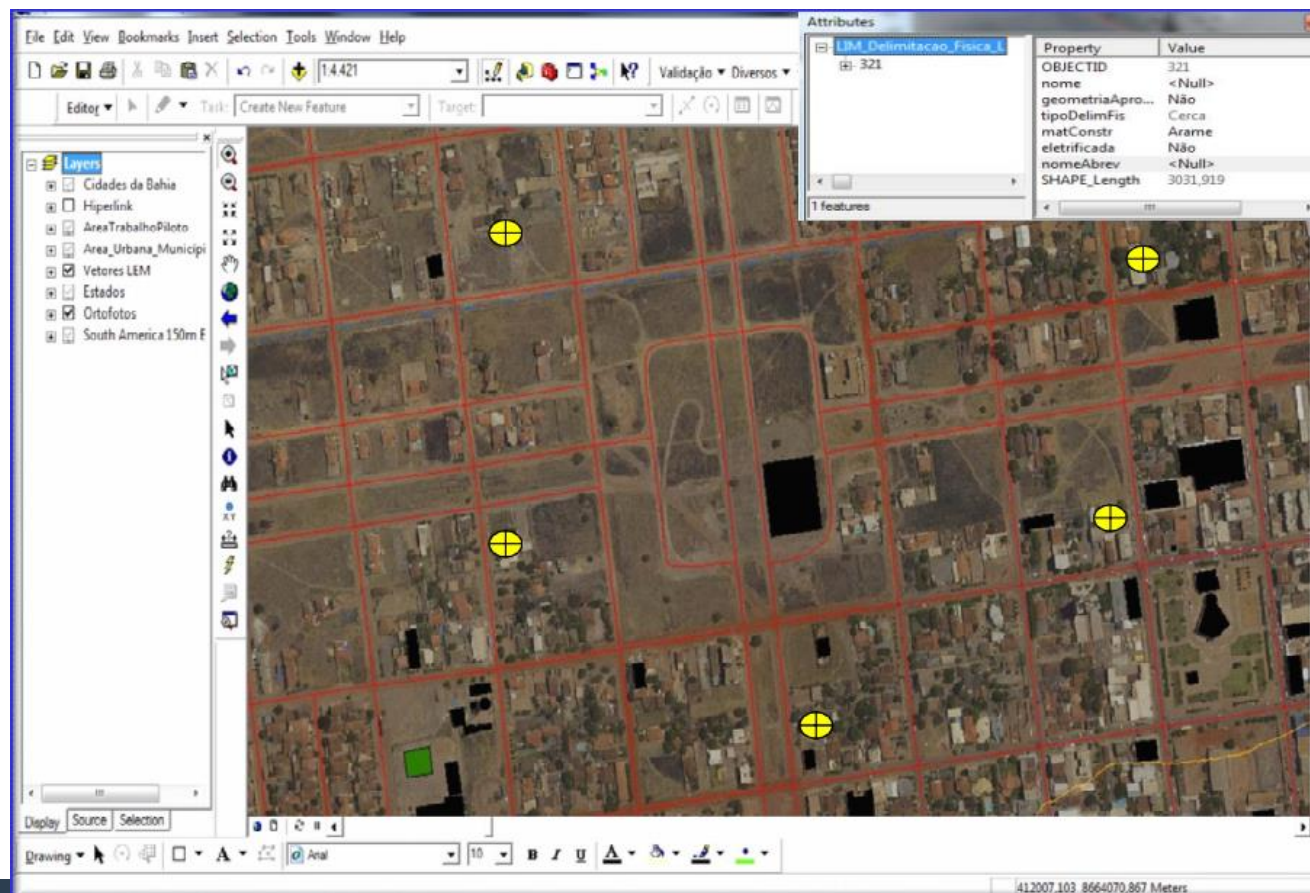 File Edit View Bookmarks Insert Selection Tools Window Help
1:4.421
Validação Diversos
Editor Task: Create New Feature Target:
Layers
Cidades da Bahia
Hiperlink
AreaTrabalhoPiloto
Area_Urbana_Municípi
Vetores LEM
Estados
Ortofotos
South America 150m E
Display Source Selection
Attributes
LIM_Delimitacao_Fisica_L
321
1 features
Property Value
OBJECTID 321
nome <Null>
geometriaApro... Não
tipoDelimFis Cerca
matConstr Arame
eletrificada Não
nomeAbrev <Null>
SHAPE_Length 3031,919
Drawing A Arial 10 B I U A
412007,103 8664070,867 Meters